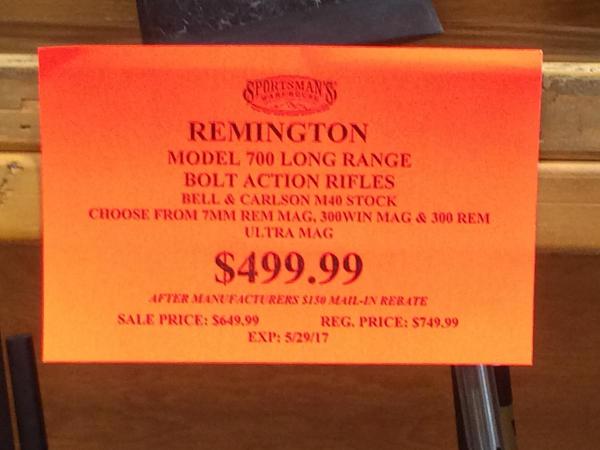 SPORTSMAN'S
WAREHOUSE
REMINGTON
MODEL 700 LONG RANGE
BOLT ACTION RIFLES
BELL & CARLSON M40 STOCK
CHOOSE FROM 7MM REM MAG, 300WIN MAG & 300 REM
ULTRA MAG
$499.99
AFTER MANUFACTURERS $150 MAIL-IN REBATE
SALE PRICE: $649.99 REG. PRICE: $749.99
EXP: 5/29/17